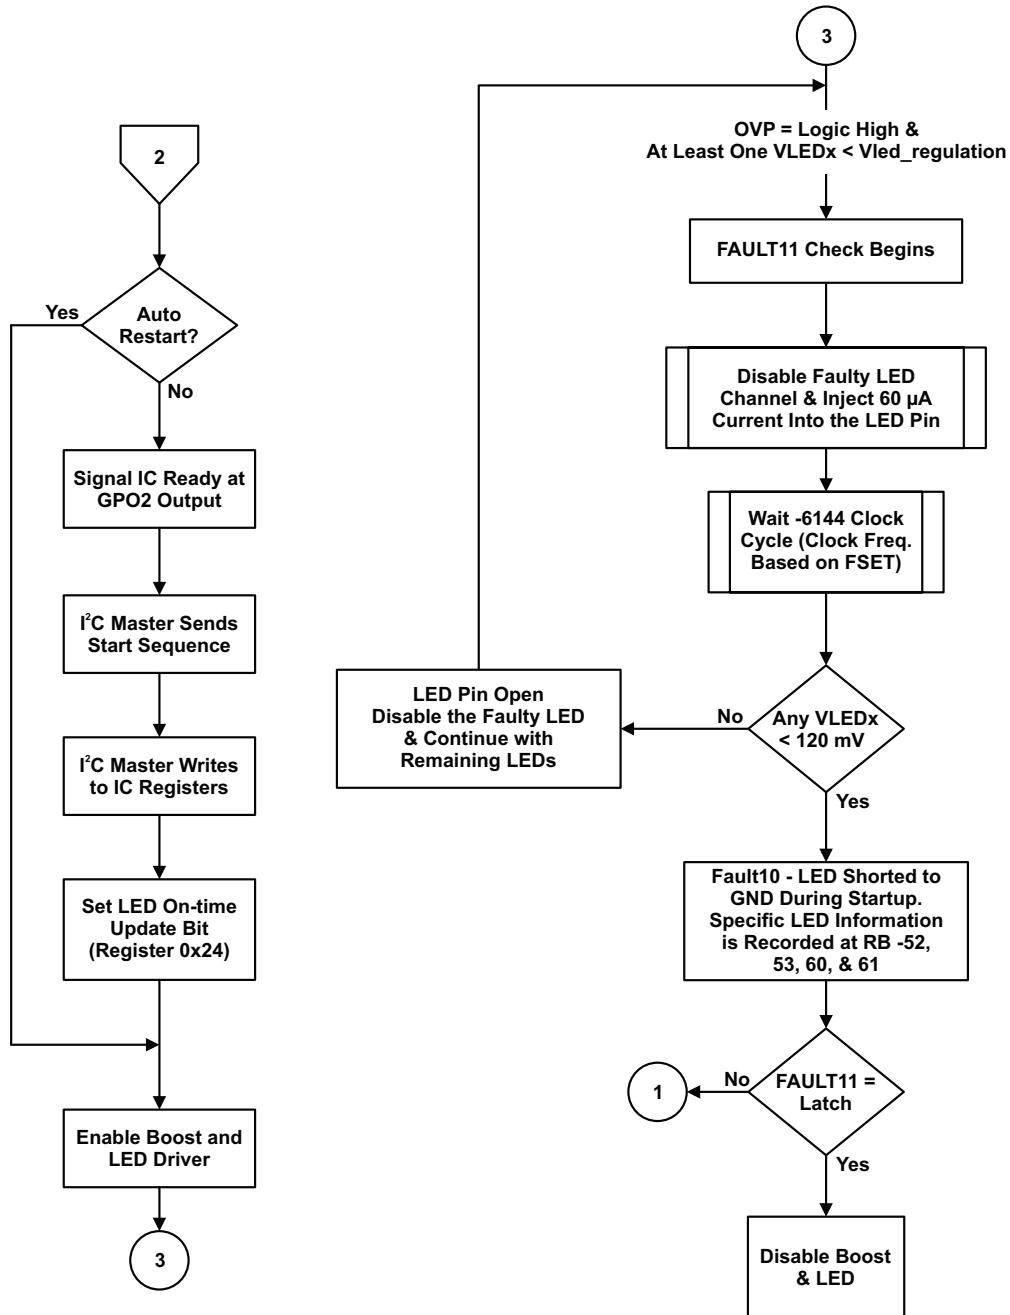 2
Auto
Restart?
Yes
No
Signal IC Ready at
GPO2 Output
I²C Master Sends
Start Sequence
I²C Master Writes
to IC Registers
Set LED On-time
Update Bit
(Register 0x24)
Enable Boost and
LED Driver
3
3
OVP = Logic High &
At Least One VLEDx < Vled_regulation
FAULT11 Check Begins
Disable Faulty LED
Channel & Inject 60 µA
Current Into the LED Pin
Wait -6144 Clock
Cycle (Clock Freq.
Based on FSET)
Any VLEDx
< 120 mV
No
LED Pin Open
Disable the Faulty LED
& Continue with
Remaining LEDs
Yes
Fault10 - LED Shorted to
GND During Startup.
Specific LED Information
is Recorded at RB -52,
53, 60, & 61
FAULT11 =
Latch
No
1
Yes
Disable Boost
& LED